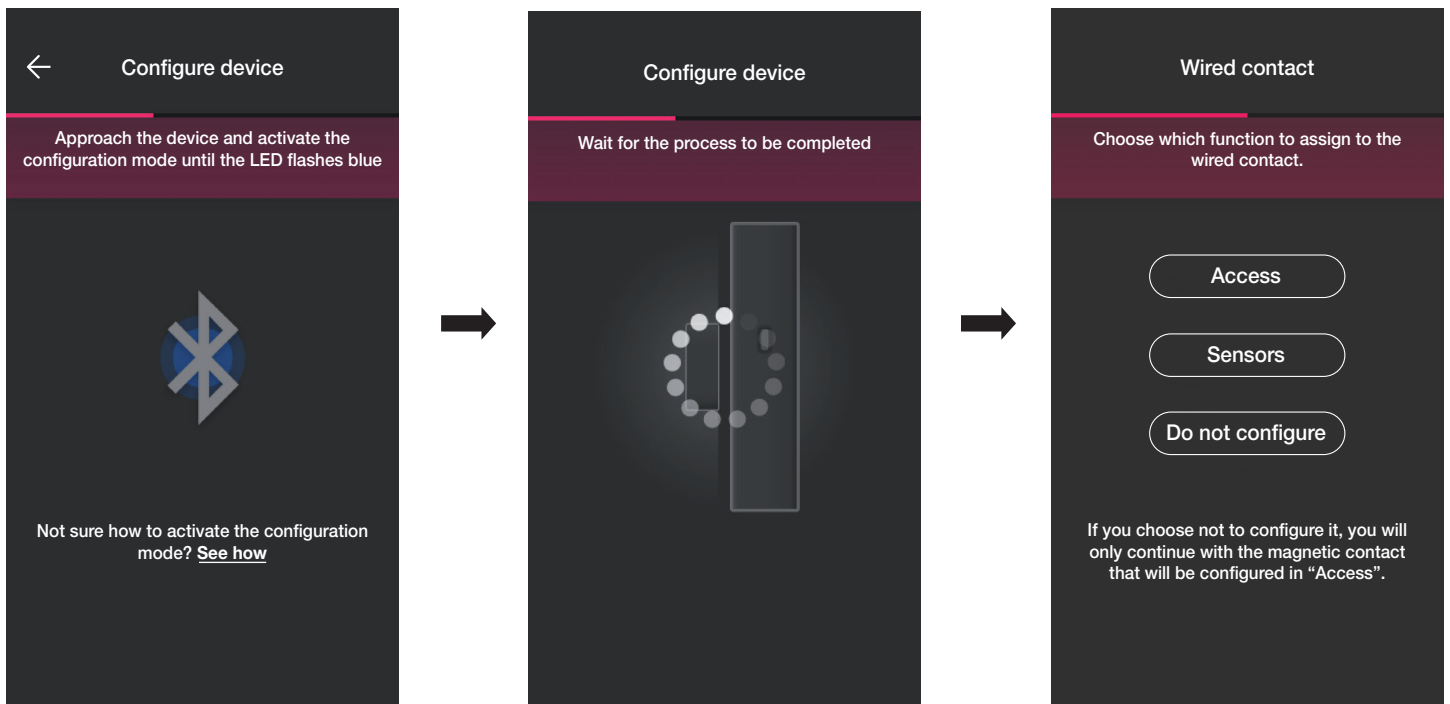 Configure device
Approach the device and activate the
configuration mode until the LED flashes blue
Not sure how to activate the configuration
mode? See how
Configure device
Wait for the process to be completed
Wired contact
Choose which function to assign to the
wired contact.
Access
Sensors
Do not configure
If you choose not to configure it, you will
only continue with the magnetic contact
that will be configured in “Access”.